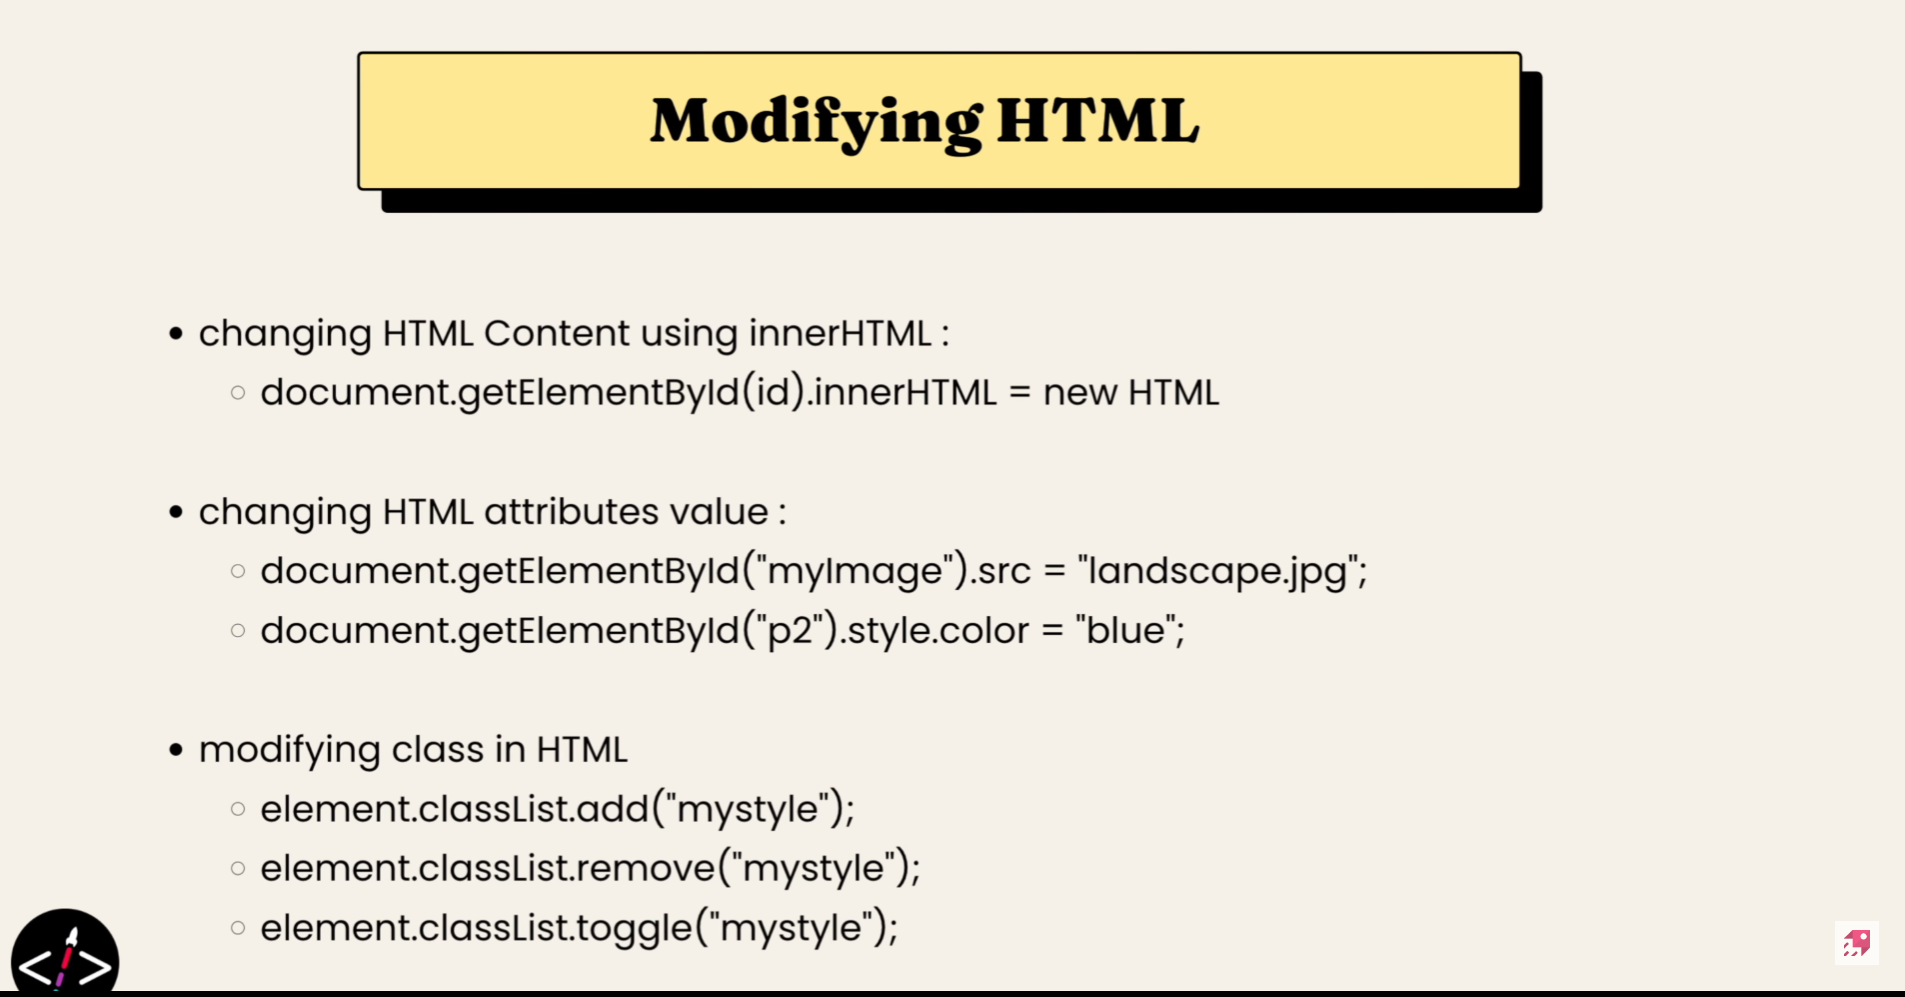 Modifying HTML
changing HTML Content using innerHTML :
document.getElementById(id).innerHTML = new HTML
changing HTML attributes value :
document.getElementById("myImage").src = "landscape.jpg";
document.getElementById("p2").style.color = "blue";
modifying class in HTML
element.classList.add("mystyle");
element.classList.remove("mystyle");
element.classList.toggle("mystyle");